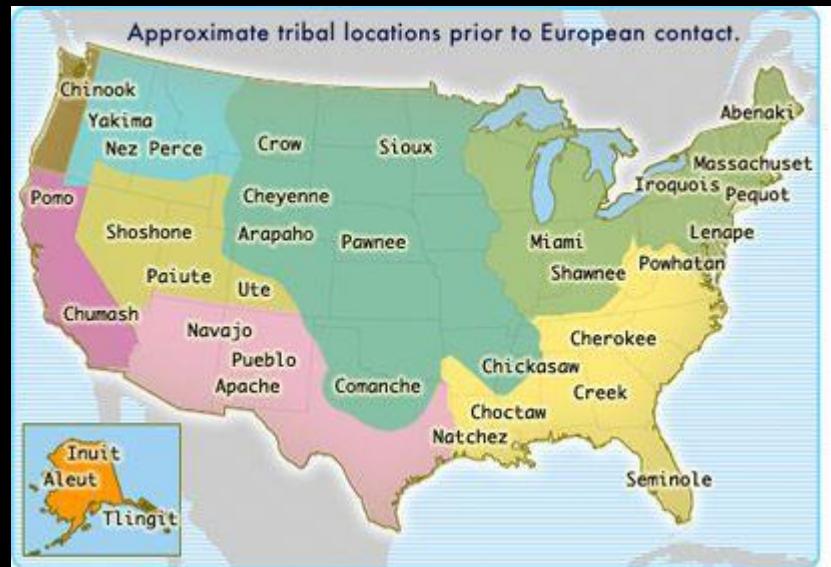 Approximate tribal locations prior to European contact.
Chinook
Yakima
Nez Perce
Crow
Sioux
Abenaki
Massachuset
Iroquois
Pequot
Pomo
Cheyenne
Shoshone
Arapaho
Pawnee
Miami
Lenape
Powhatan
Shawnee
Paiute
Ute
Chumash
Navajo
Pueblo
Apache
Comanche
Cherokee
Chickasaw
Creek
Choctaw
Natchez
Seminole
Inuit
Aleut
Tlingit